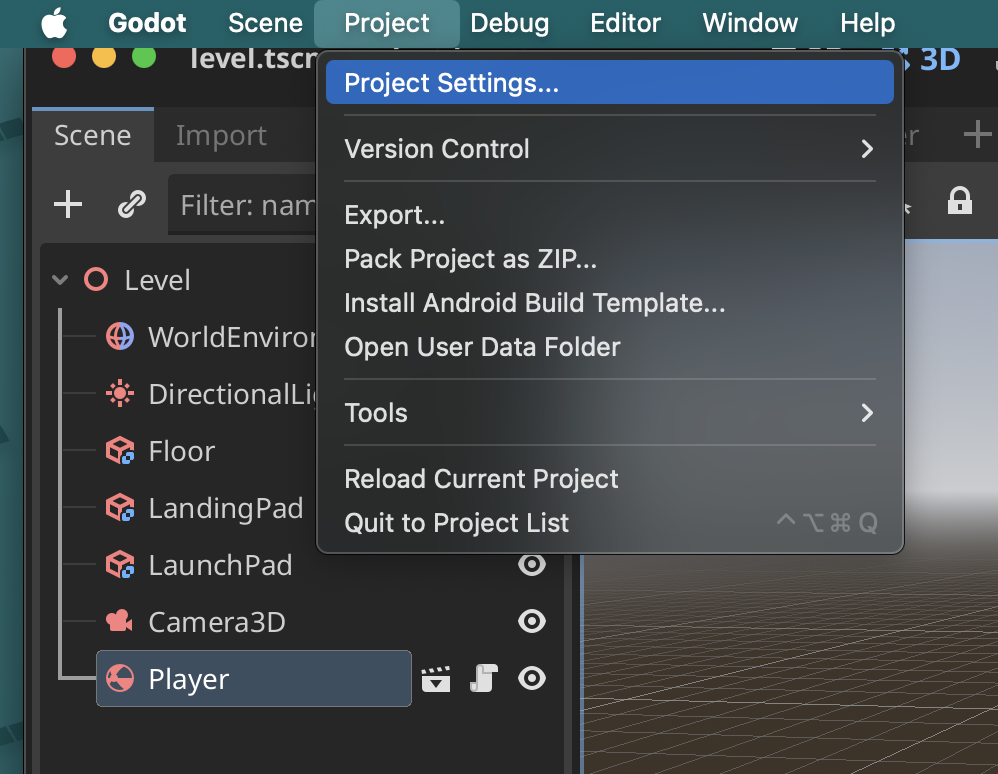 Godot Scene Project Debug Editor Window Help
level.tscn
3D
Project Settings...
Scene Import
Version Control
Filter: nam
Export...
Pack Project as ZIP...
Level
Install Android Build Template...
WorldEnviron
Open User Data Folder
DirectionalLi
Tools
Floor
Reload Current Project
LandingPad
Quit to Project List ^⌥⌘Q
LaunchPad
Camera3D
Player